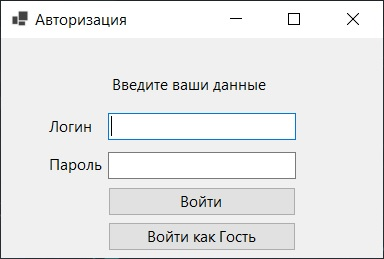 Авторизация
Введите ваши данные
Логин
Пароль
Войти
Войти как Гость